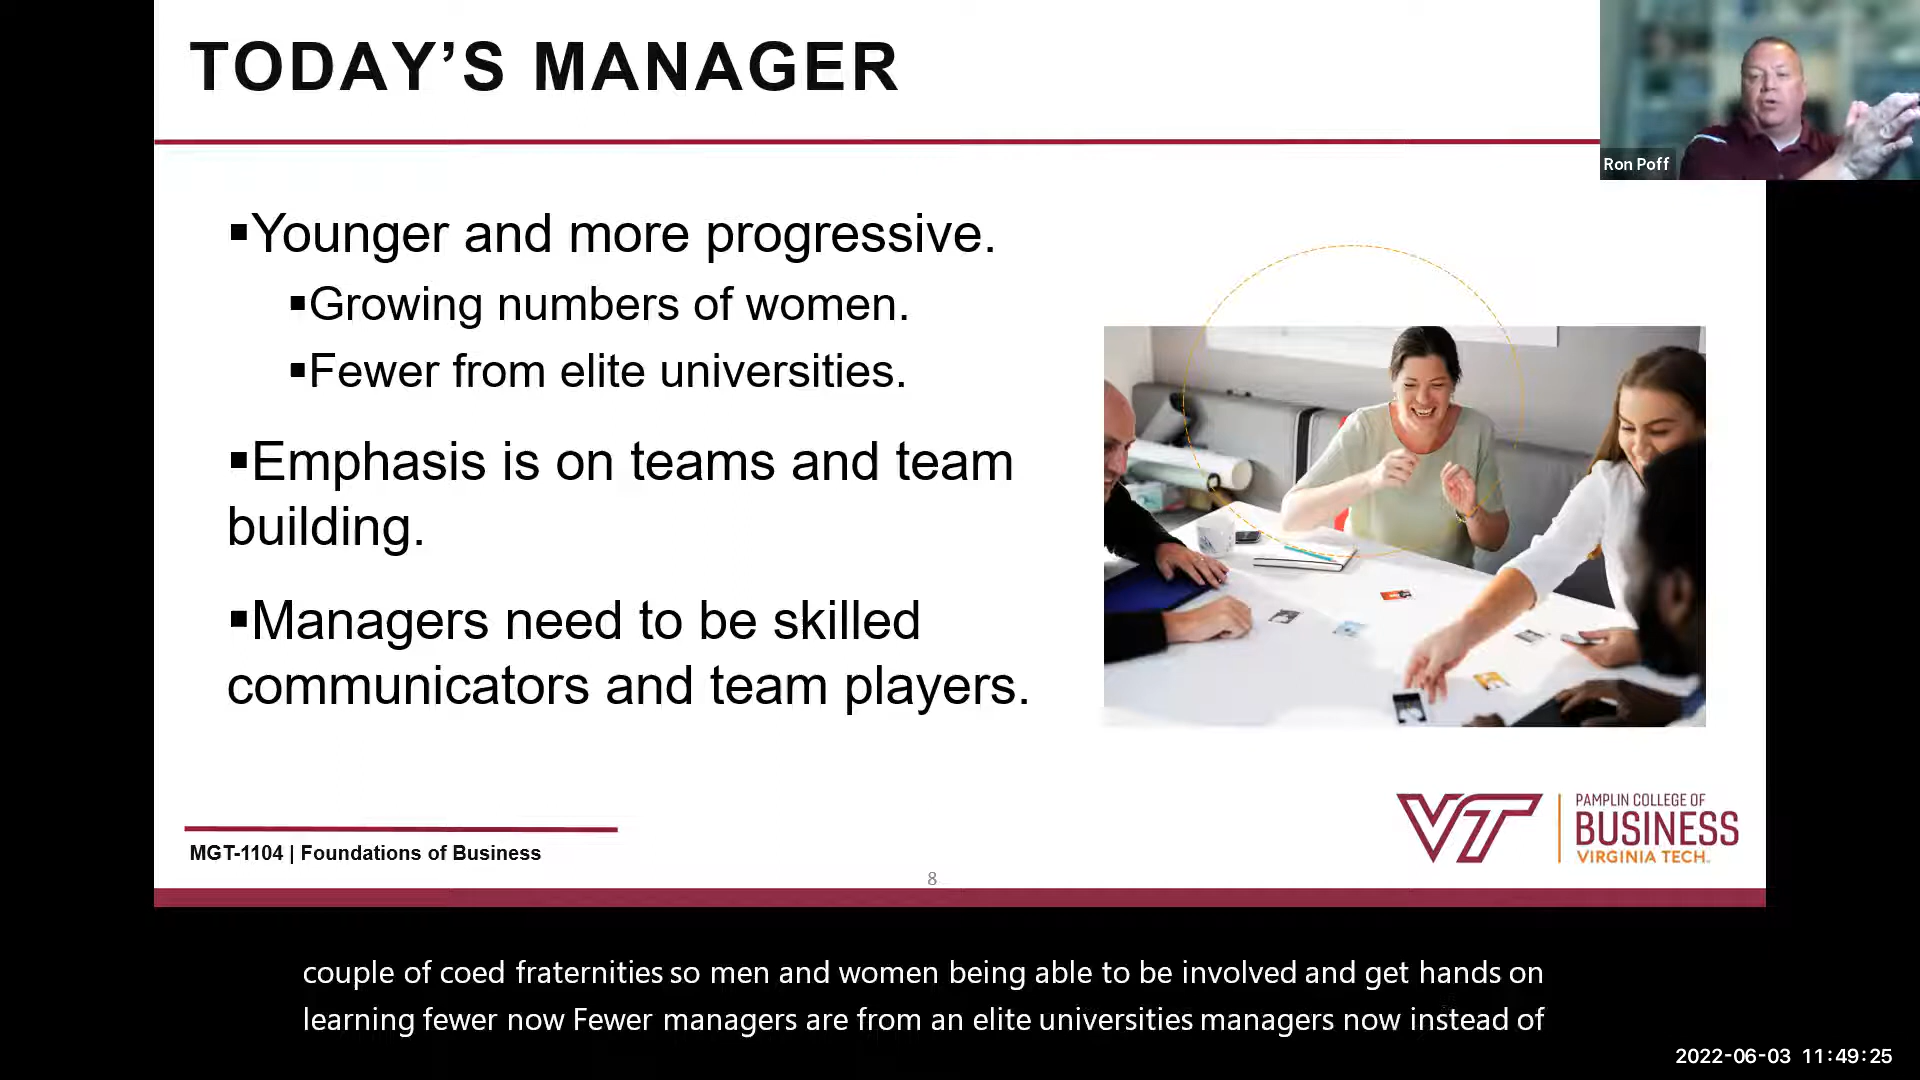 TODAY’S MANAGER
Ron Poff
▪Younger and more progressive.
▪Growing numbers of women.
▪Fewer from elite universities.
▪Emphasis is on teams and team
building.
▪Managers need to be skilled
communicators and team players.
VT
PAMPLIN COLLEGE OF
BUSINESS
VIRGINIA TECH.
MGT-1104 | Foundations of Business
8
couple of coed fraternities so men and women being able to be involved and get hands on
learning fewer now Fewer managers are from an elite universities managers now instead of
2022-06-03 11:49:25